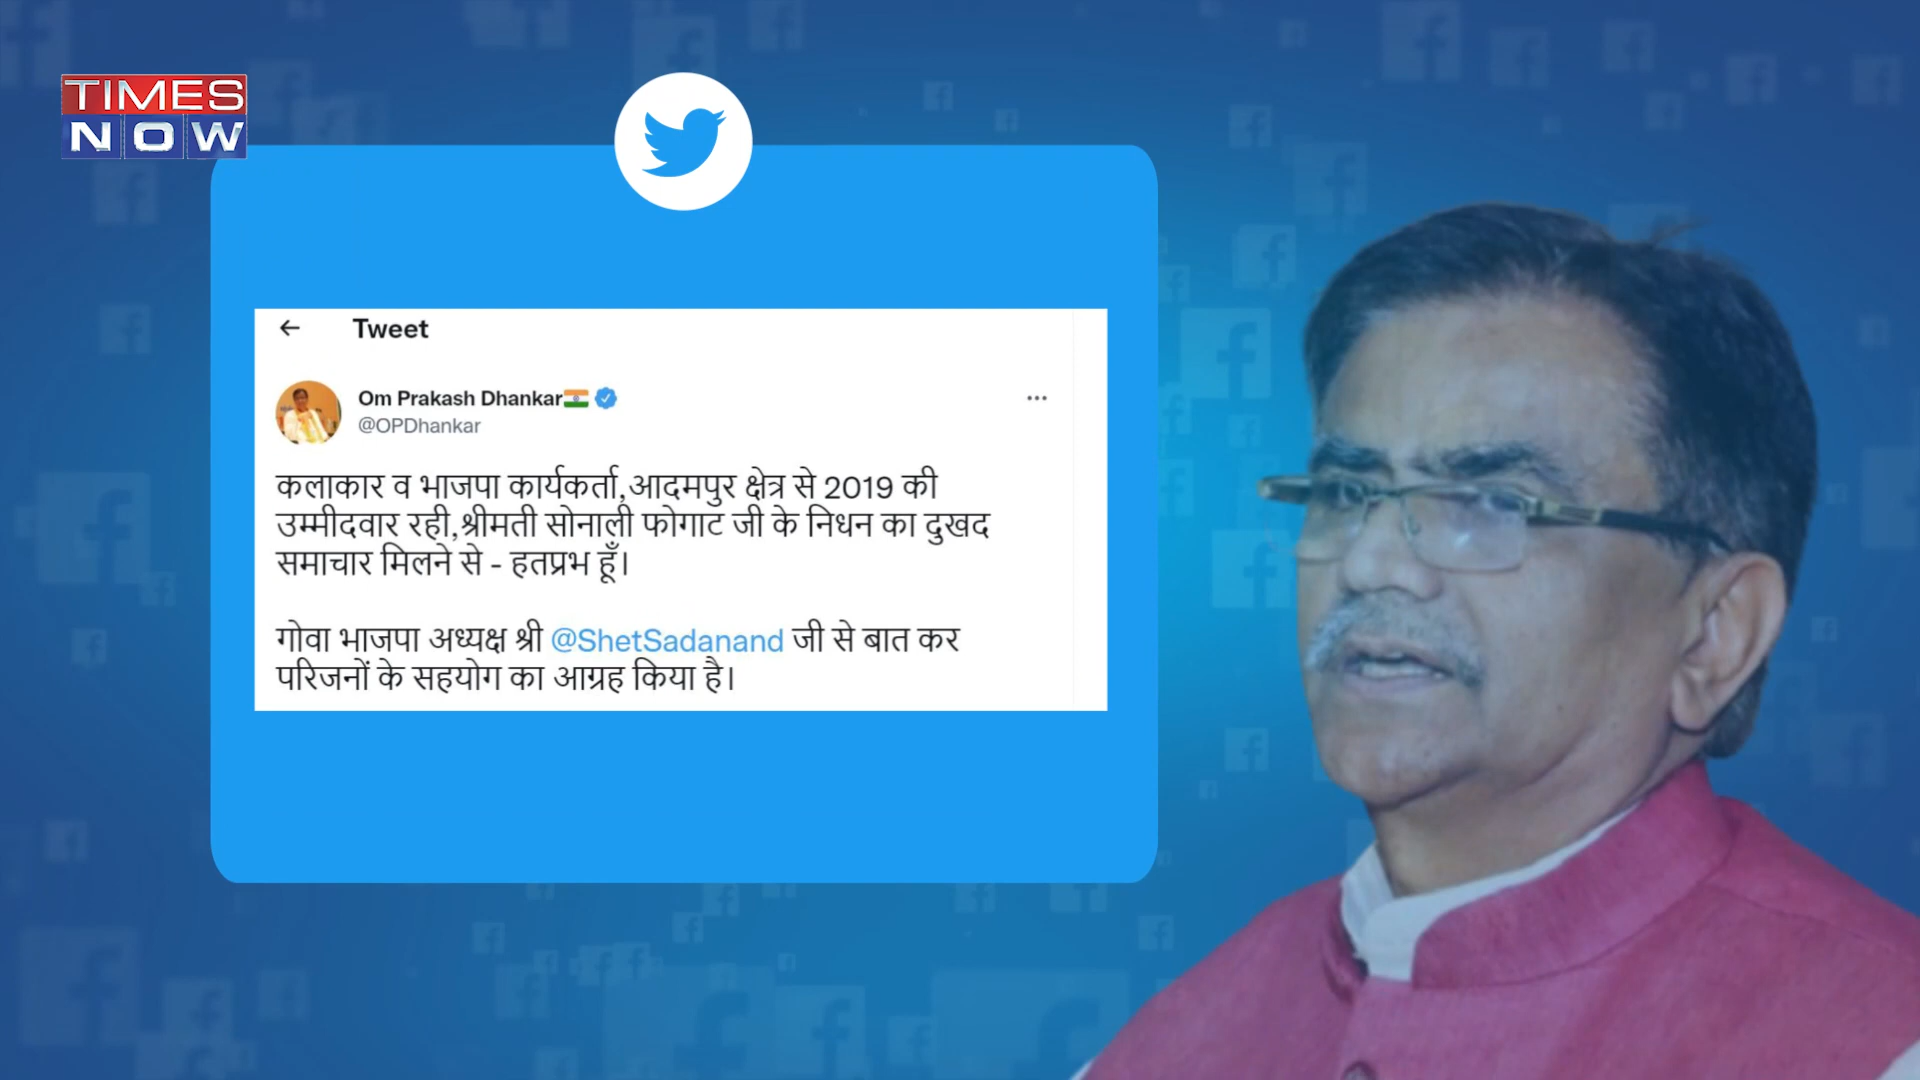 TIMES
NOW
Tweet
Om Prakash Dhankar
@OPDhankar
कलाकार व भाजपा कार्यकर्ता,आदमपुर क्षेत्र से 2019 की
उम्मीदवार रही,श्रीमती सोनाली फोगाट जी के निधन का दुखद
समाचार मिलने से - हतप्रभ हूँ।
गोवा भाजपा अध्यक्ष श्री @ShetSadanand जी से बात कर
परिजनों के सहयोग का आग्रह किया है।